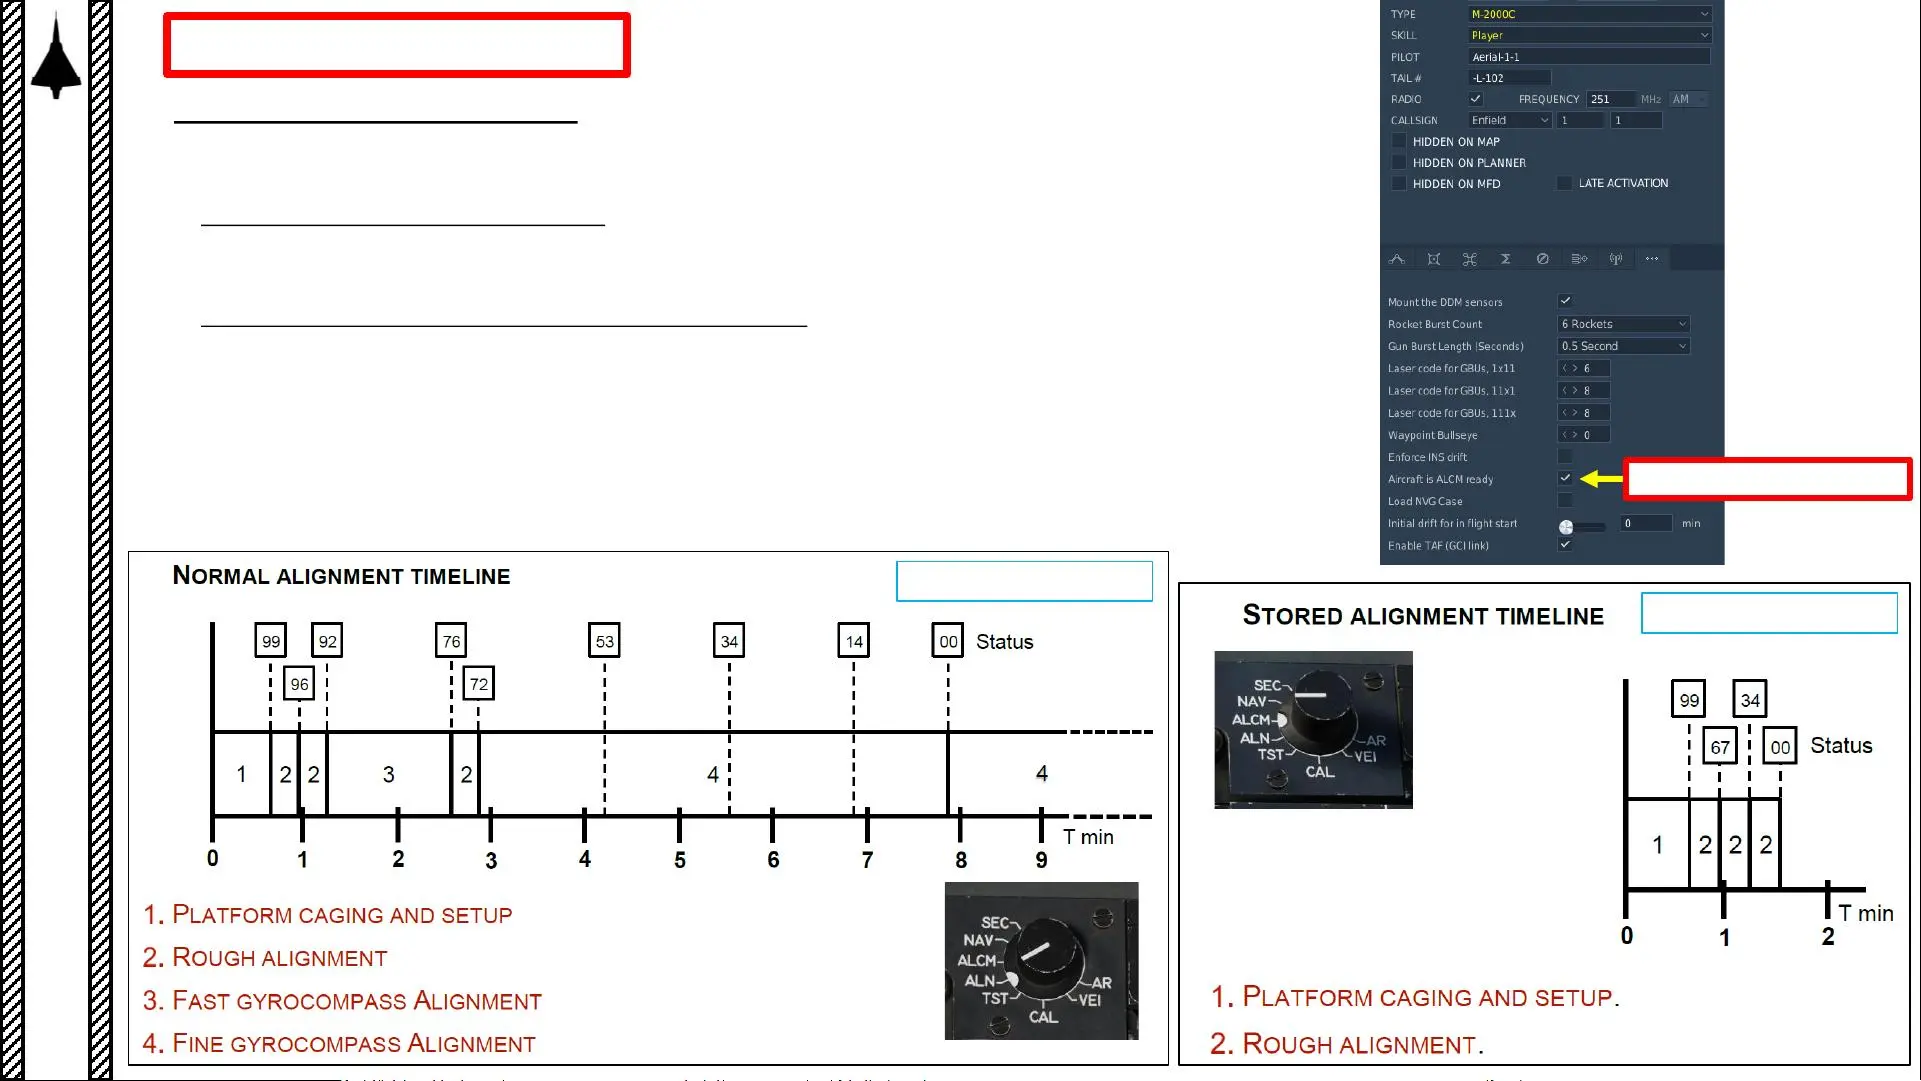 TYPE M-2000C
SKILL Player
PILOT Aerial-1-1
TAIL # -L-102
RADIO FREQUENCY 251 MHz AM
CALLSIGN Enfield 1 1
HIDDEN ON MAP
HIDDEN ON PLANNER
HIDDEN ON MFD LATE ACTIVATION
Mount the DDM sensors
Rocket Burst Count 6 Rockets
Gun Burst Length (Seconds) 0.5 Second
Laser code for GBUs, 1x11 < > 6
Laser code for GBUs, 11x1 < > 8
Laser code for GBUs, 111x < > 8
Waypoint Bullseye < > 0
Enforce INS drift
Aircraft is ALCM ready
Load NVG Case
Initial drift for in flight start 0 min
Enable TAF (GCI link)
NORMAL ALIGNMENT TIMELINE
99 92 76 53 34 14 00 Status
96 72
1 2 2 3 2 4 4
T min
0 1 2 3 4 5 6 7 8 9
1. PLATFORM CAGING AND SETUP
2. ROUGH ALIGNMENT
3. FAST GYROCOMPASS ALIGNMENT
4. FINE GYROCOMPASS ALIGNMENT
SEC
NAV
ALCM
ALN AR
TST VEI
CAL
STORED ALIGNMENT TIMELINE
SEC
NAV
ALCM
ALN AR
TST VEI
CAL
99 34
67 00 Status
1 2 2 2
T min
0 1 2
1. PLATFORM CAGING AND SETUP.
2. ROUGH ALIGNMENT.